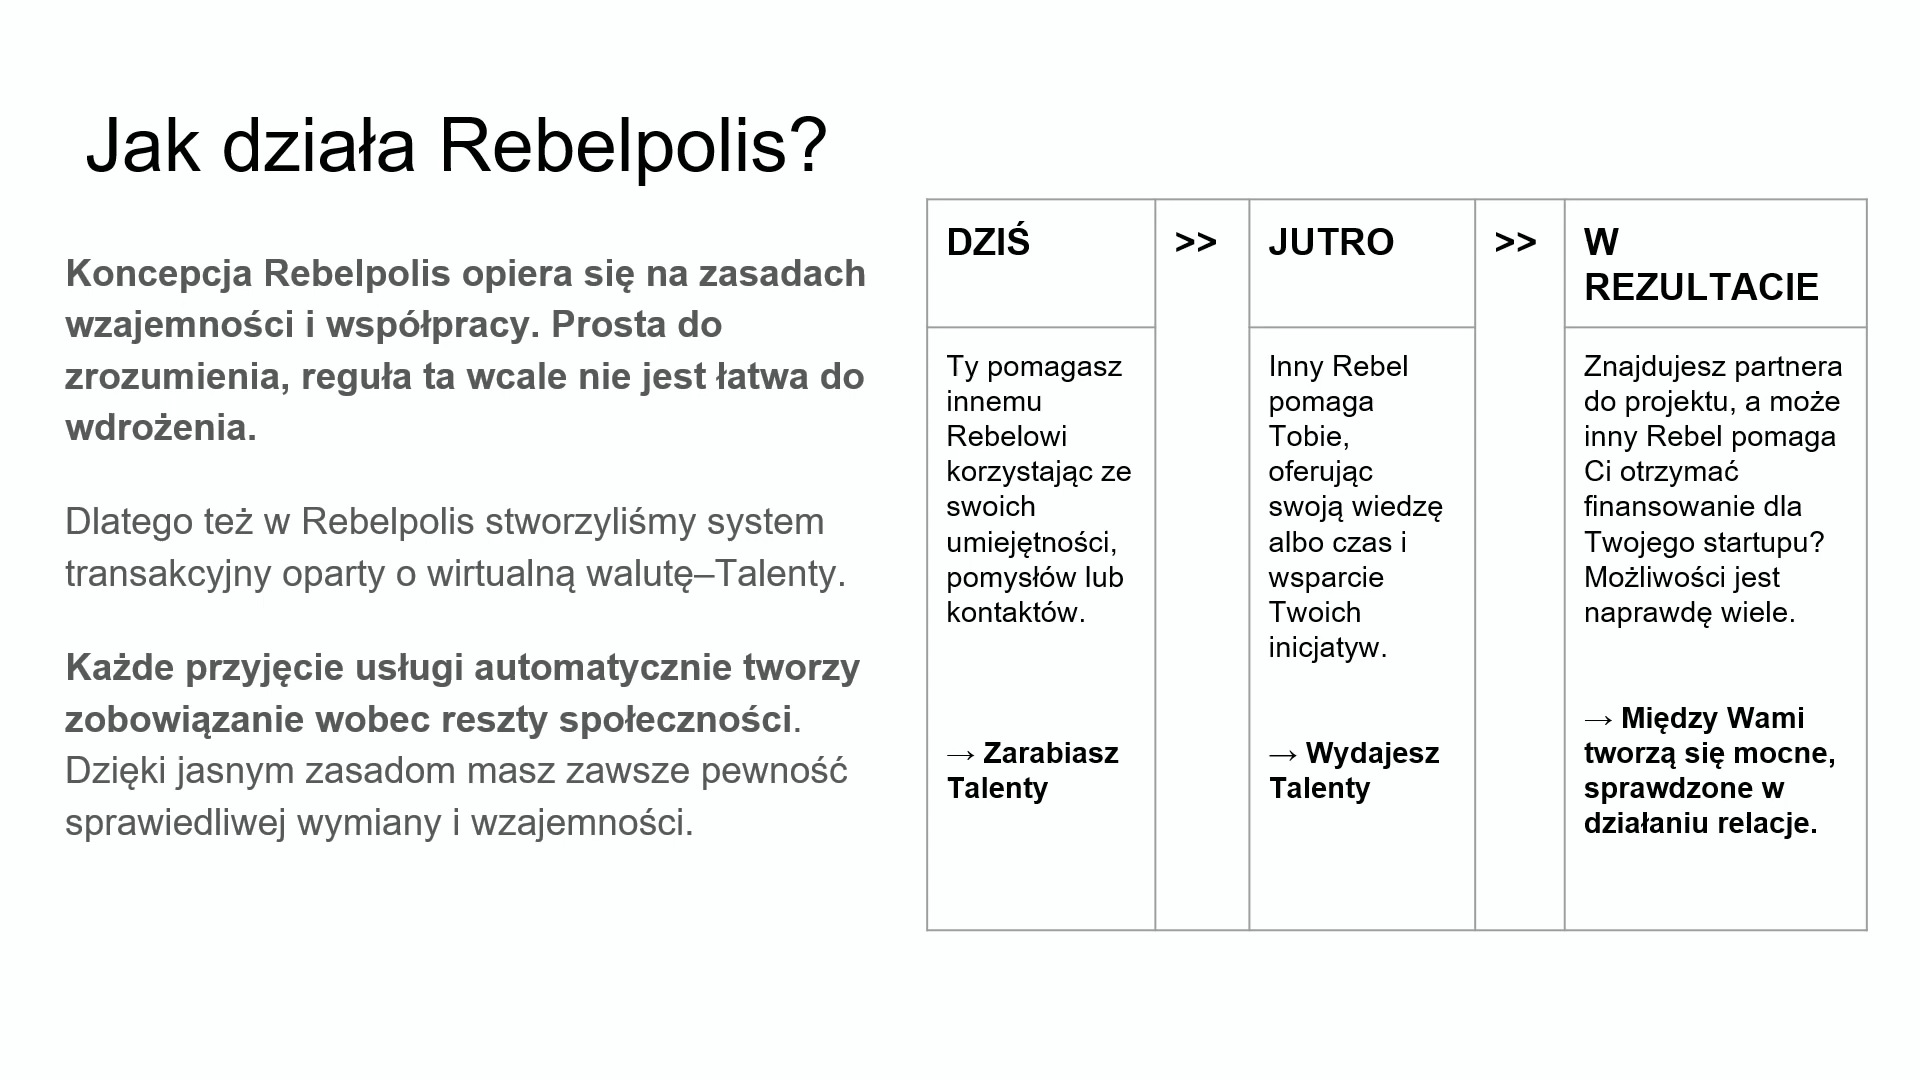 Jak działa Rebelpolis?
Koncepcja Rebelpolis opiera się na zasadach
wzajemności i współpracy. Prosta do
zrozumienia, reguła ta wcale nie jest łatwa do
wdrożenia.
Dlatego też w Rebelpolis stworzyliśmy system
transakcyjny oparty o wirtualną walutę–Talenty.
Każde przyjęcie usługi automatycznie tworzy
zobowiązanie wobec reszty społeczności.
Dzięki jasnym zasadom masz zawsze pewność
sprawiedliwej wymiany i wzajemności.
DZIŚ
Ty pomagasz
innemu
Rebelowi
korzystając ze
swoich
umiejętności,
pomysłów lub
kontaktów.
→ Zarabiasz
Talenty
>>
JUTRO
Inny Rebel
pomaga
Tobie,
oferując
swoją wiedzę
albo czas i
wsparcie
Twoich
inicjatyw.
→ Wydajesz
Talenty
>>
W
REZULTACIE
Znajdujesz partnera
do projektu, a może
inny Rebel pomaga
Ci otrzymać
finansowanie dla
Twojego startupu?
Możliwości jest
naprawdę wiele.
→ Między Wami
tworzą się mocne,
sprawdzone w
działaniu relacje.